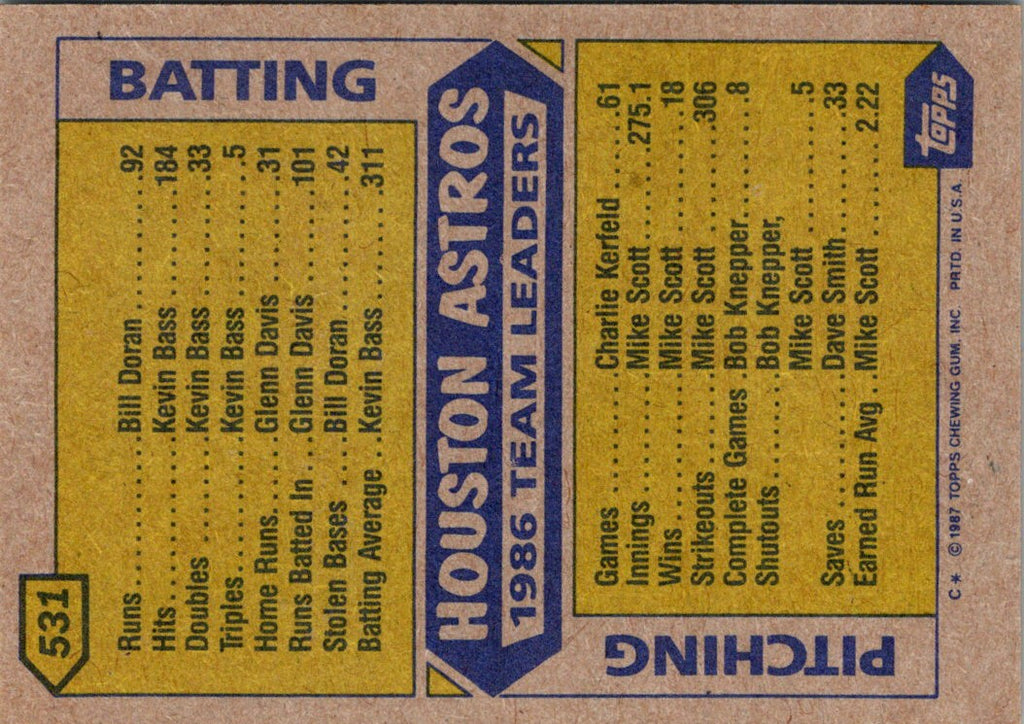 531
BATTING
Runs..........Bill Doran..........92
Hits..........Kevin Bass..........184
Doubles..........Kevin Bass..........33
Triples..........Kevin Bass..........5
Home Runs.....Glenn Davis..........31
Runs Batted In...Glenn Davis..........101
Stolen Bases.....Bill Doran..........42
Batting Average..Kevin Bass..........311
HOUSTON ASTROS
1986 TEAM LEADERS
PITCHING
Games..........Charlie Kerfeld.....61
Innings..........Mike Scott.....275.1
Wins..........Mike Scott..........18
Strikeouts..........Mike Scott.....306
Complete Games.Bob Knepper.....8
Shutouts..........Bob Knepper,
Mike Scott..........5
Saves..........Dave Smith..........33
Earned Run Avg..Mike Scott.....2.22
TOPPS
C* © 1987 TOPPS CHEWING GUM, INC. PRTD. IN U.S.A.